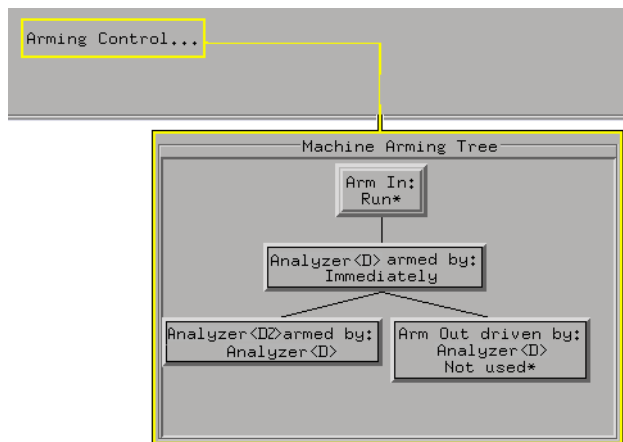 Arming Control...
Machine Arming Tree
Arm In:
Run*
Analyzer<D> armed by:
Immediately
Analyzer<D2>armed by:
Analyzer<D>
Arm Out driven by:
Analyzer<D>
Not used*